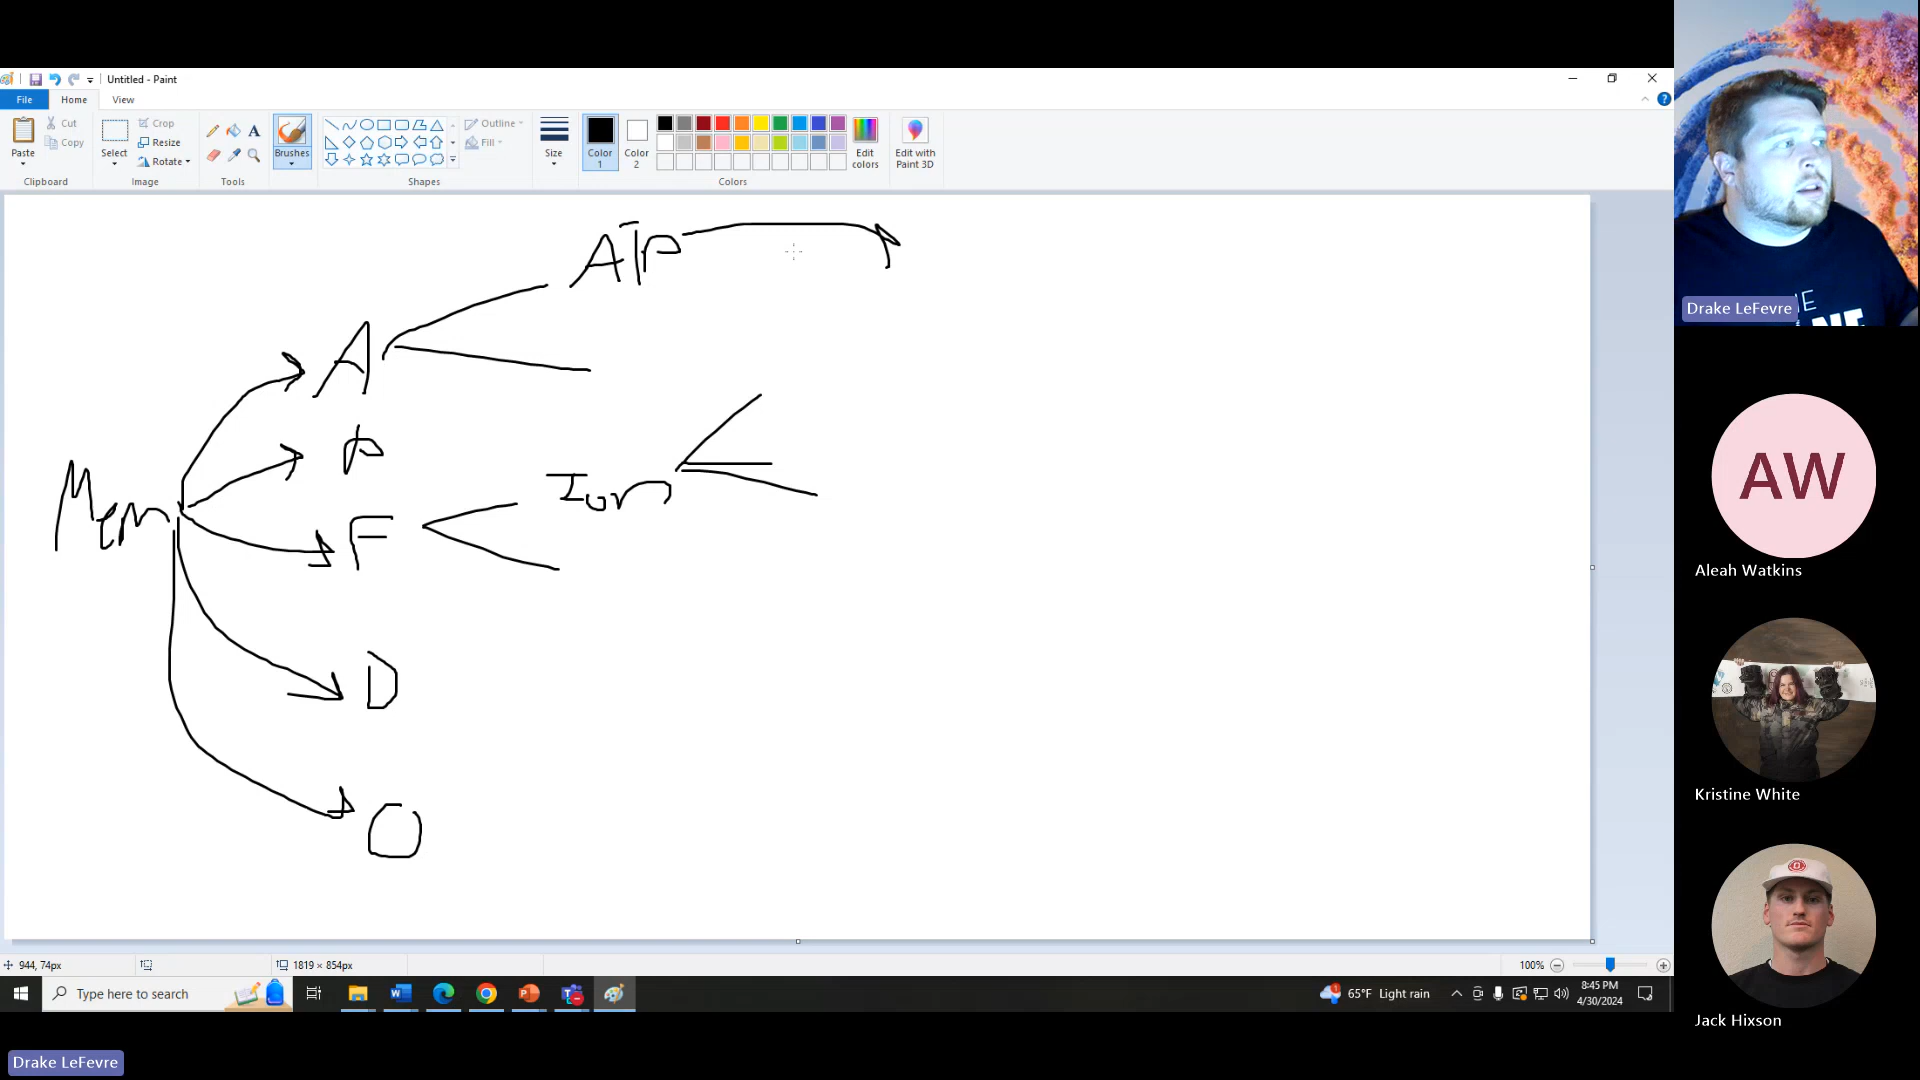 Untitled - Paint
File
Home
View
Paste
Cut
Copy
Clipboard
Select
Crop
Resize
Rotate
Image
A
Tools
Brushes
Outline
Fill
Shapes
Size
Color 1
Color 2
Edit colors
Edit with Paint 3D
Colors
ATP
A
P
Mem
F
D
O
944, 74px
1819 × 854px
100%
Type here to search
65°F Light rain
8:45 PM
4/30/2024
Drake LeFevre
AW
Aleah Watkins
Kristine White
Jack Hixson
Drake LeFevre